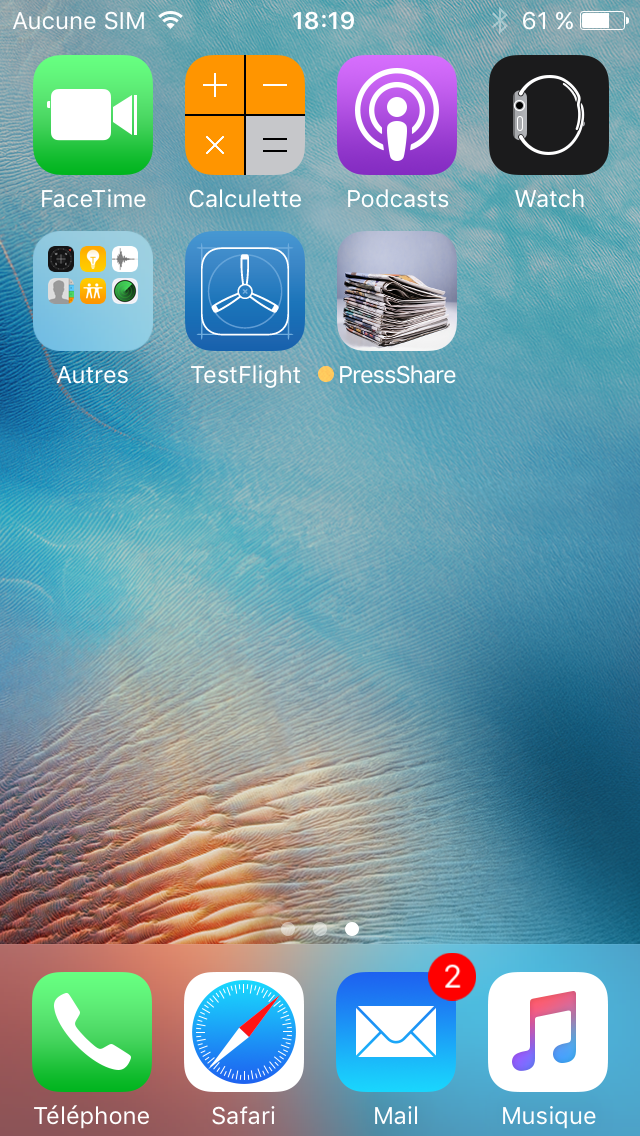 Aucune SIM 18:19 61 %
FaceTime Calculette Podcasts Watch
Autres TestFlight PressShare
2
Téléphone Safari Mail Musique